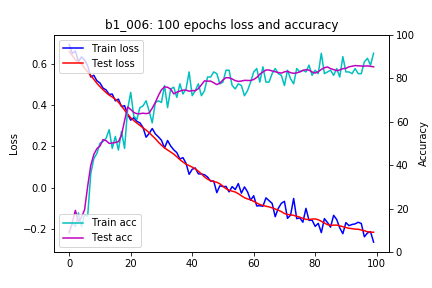 b1_006: 100 epochs loss and accuracy
Train loss
Test loss
Train acc
Test acc
Loss
Accuracy
0.6
0.4
0.2
0.0
−0.2
100
80
60
40
20
0
0 20 40 60 80 100